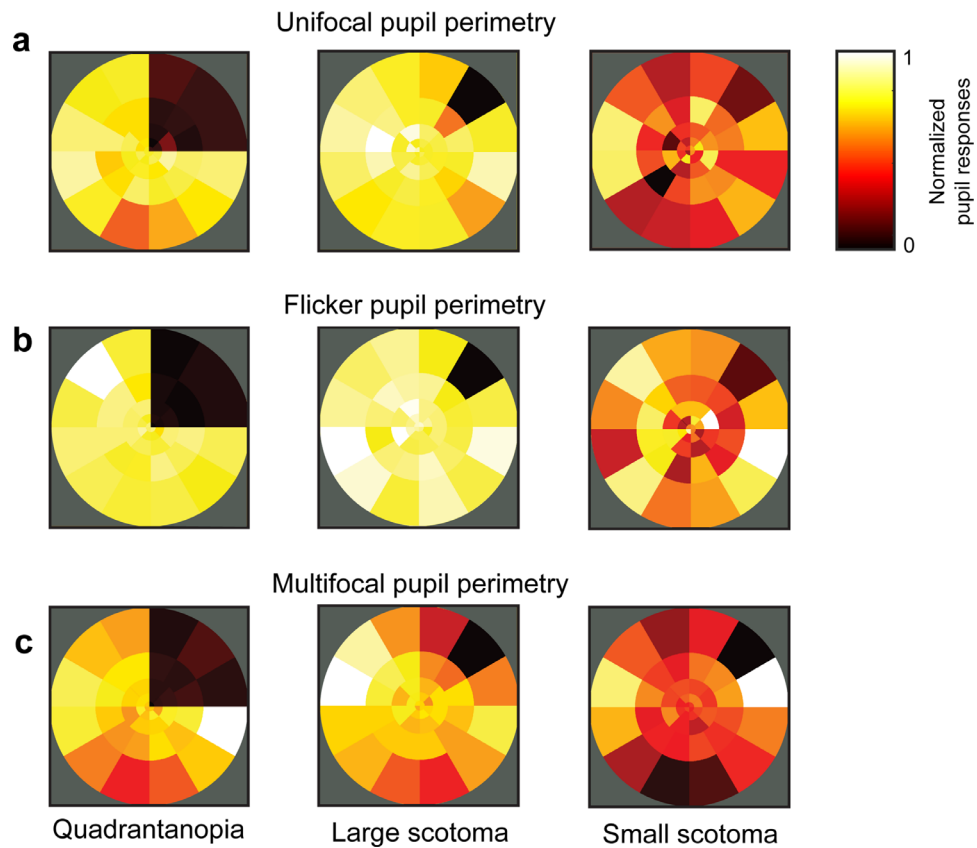 Unifocal pupil perimetry
a
1
0
Normalized
pupil responses
Flicker pupil perimetry
b
Multifocal pupil perimetry
c
Quadrantanopia
Large scotoma
Small scotoma